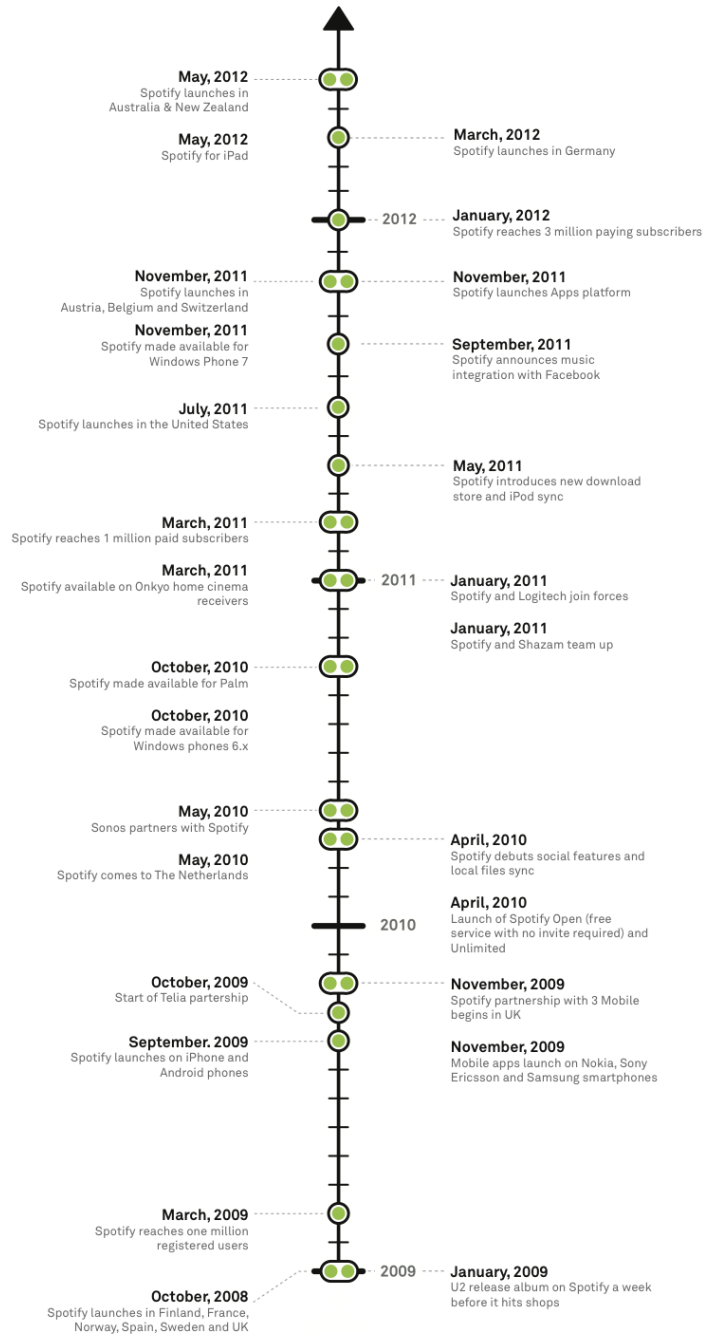 May, 2012
Spotify launches in
Australia & New Zealand
May, 2012
Spotify for iPad
March, 2012
Spotify launches in Germany
2012
January, 2012
Spotify reaches 3 million paying subscribers
November, 2011
Spotify launches in
Austria, Belgium and Switzerland
November, 2011
Spotify launches Apps platform
November, 2011
Spotify made available for
Windows Phone 7
September, 2011
Spotify announces music
integration with Facebook
July, 2011
Spotify launches in the United States
May, 2011
Spotify introduces new download
store and iPod sync
March, 2011
Spotify reaches 1 million paid subscribers
March, 2011
Spotify available on Onkyo home cinema
receivers
2011
January, 2011
Spotify and Logitech join forces
January, 2011
Spotify and Shazam team up
October, 2010
Spotify made available for Palm
October, 2010
Spotify made available for
Windows phones 6.x
May, 2010
Sonos partners with Spotify
May, 2010
Spotify comes to The Netherlands
April, 2010
Spotify debuts social features and
local files sync
April, 2010
Launch of Spotify Open (free
service with no invite required) and
Unlimited
2010
October, 2009
Start of Telia partership
November, 2009
Spotify partnership with 3 Mobile
begins in UK
September. 2009
Spotify launches on iPhone and
Android phones
November, 2009
Mobile apps launch on Nokia, Sony
Ericsson and Samsung smartphones
March, 2009
Spotify reaches one million
registered users
2009
January, 2009
U2 release album on Spotify a week
before it hits shops
October, 2008
Spotify launches in Finland, France,
Norway, Spain, Sweden and UK